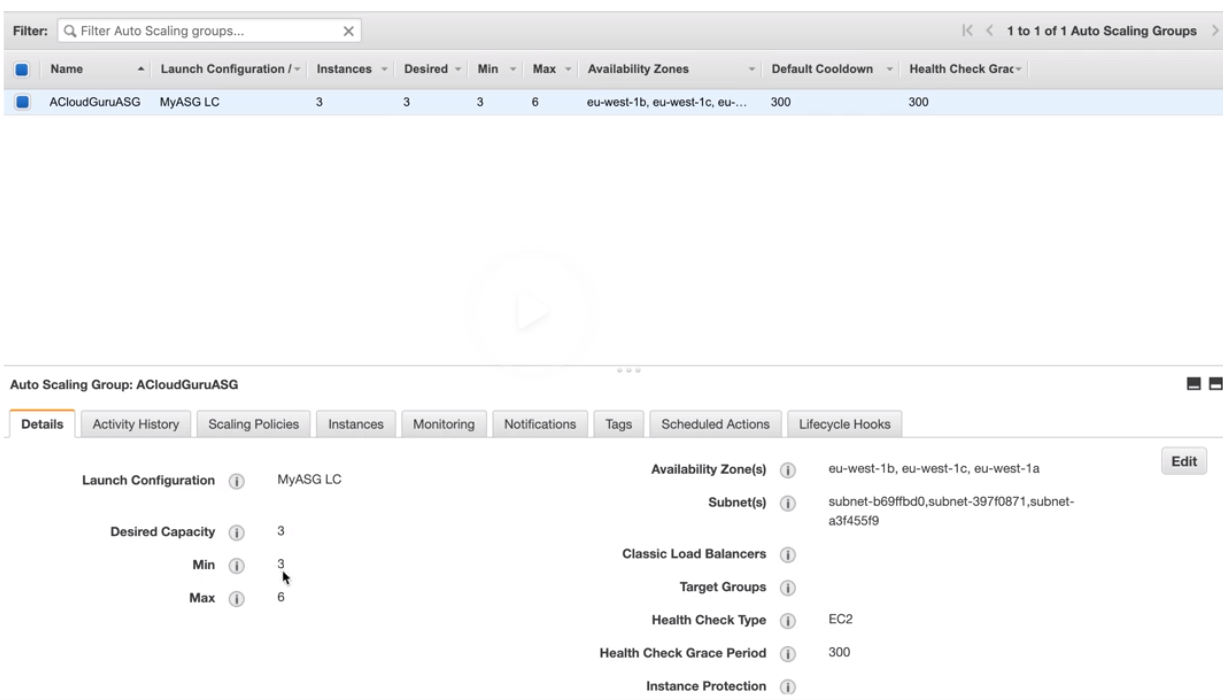 Filter: Filter Auto Scaling groups... 1 to 1 of 1 Auto Scaling Groups
Name Launch Configuration / Instances Desired Min Max Availability Zones Default Cooldown Health Check Grac
ACloudGuruASG MyASG LC 3 3 3 6 eu-west-1b, eu-west-1c, eu-... 300 300
Auto Scaling Group: ACloudGuruASG
Details Activity History Scaling Policies Instances Monitoring Notifications Tags Scheduled Actions Lifecycle Hooks
Edit
Launch Configuration MyASG LC
Desired Capacity 3
Min 3
Max 6
Availability Zone(s) eu-west-1b, eu-west-1c, eu-west-1a
Subnet(s) subnet-b69ffbd0,subnet-397f0871,subnet-
a3f455f9
Classic Load Balancers
Target Groups
Health Check Type EC2
Health Check Grace Period 300
Instance Protection